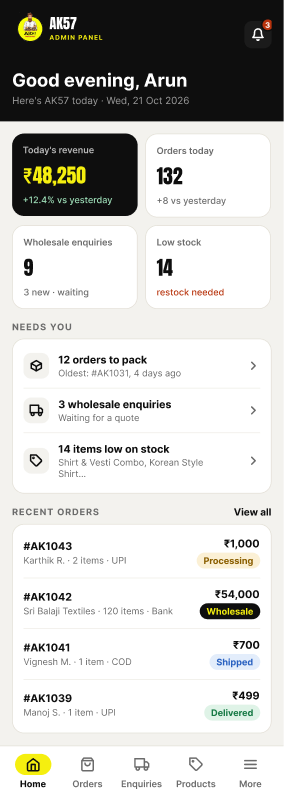 AK57
AK57
ADMIN PANEL
3
Good evening, Arun
Here's AK57 today · Wed, 21 Oct 2026
Today's revenue
₹48,250
+12.4% vs yesterday
Orders today
132
+8 vs yesterday
Wholesale enquiries
9
3 new · waiting
Low stock
14
restock needed
NEEDS YOU
12 orders to pack
Oldest: #AK1031, 4 days ago
3 wholesale enquiries
Waiting for a quote
14 items low on stock
Shirt & Vesti Combo, Korean Style
Shirt...
RECENT ORDERS View all
#AK1043 ₹1,000
Karthik R. · 2 items · UPI Processing
#AK1042 ₹54,000
Sri Balaji Textiles · 120 items · Bank Wholesale
#AK1041 ₹700
Vignesh M. · 1 item · COD Shipped
#AK1039 ₹499
Manoj S. · 1 item · UPI Delivered
Home Orders Enquiries Products More